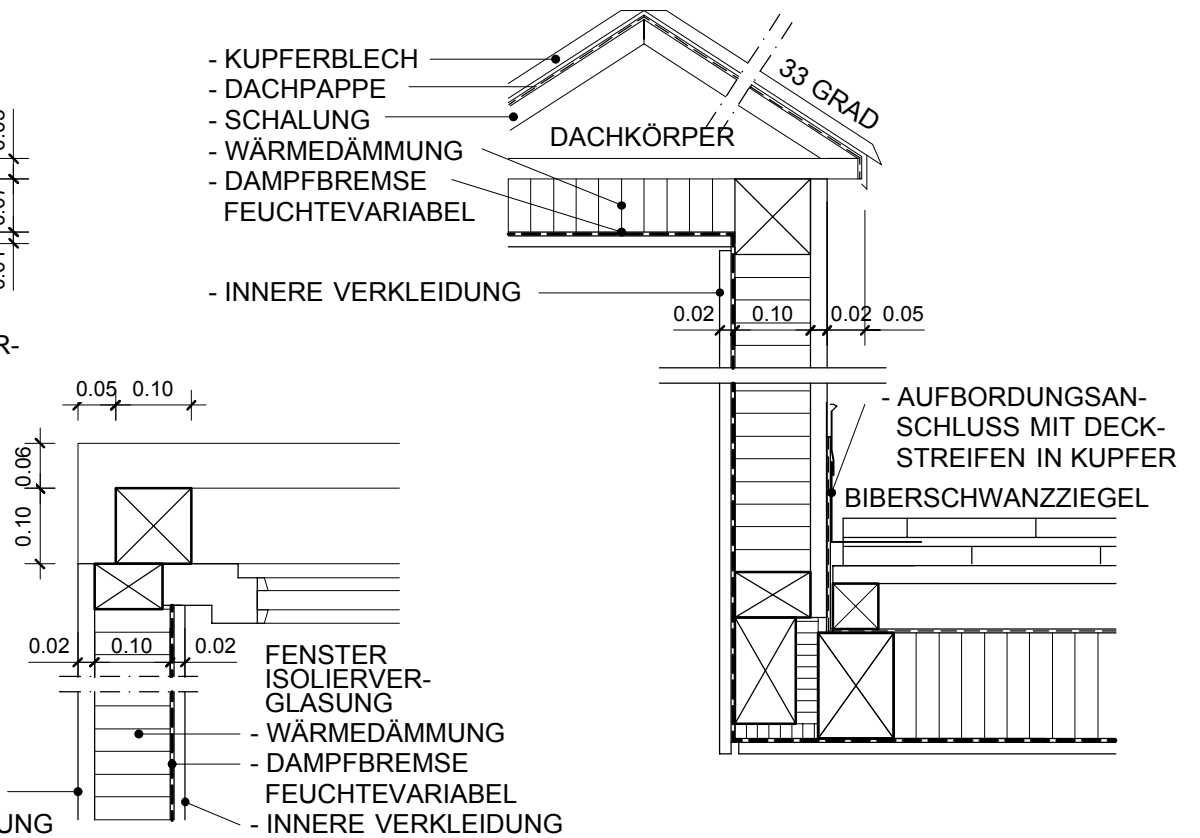 - KUPFERBLECH
- DACHPAPPE
- SCHALUNG
- WÄRMEDÄMMUNG
- DAMPFBREMSE
FEUCHTEVARIABEL
- INNERE VERKLEIDUNG
33 GRAD
DACHKÖRPER
0.02 0.10 0.02 0.05
- AUFBORDUNGSAN-
SCHLUSS MIT DECK-
STREIFEN IN KUPFER
BIBERSCHWANZZIEGEL
R-
0.05 0.10
0.06
0.10
0.02 0.10 0.02
FENSTER
ISOLIERVER-
GLASUNG
- WÄRMEDÄMMUNG
- DAMPFBREMSE
FEUCHTEVARIABEL
- INNERE VERKLEIDUNG
UNG